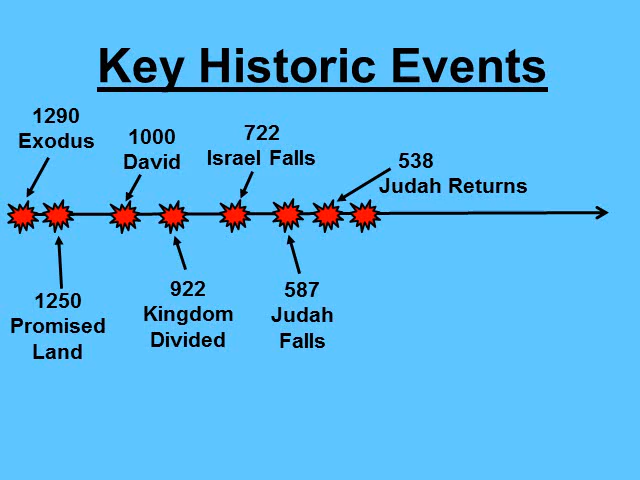 Key Historic Events
1290
Exodus
1000
David
722
Israel Falls
538
Judah Returns
1250
Promised
Land
922
Kingdom
Divided
587
Judah
Falls